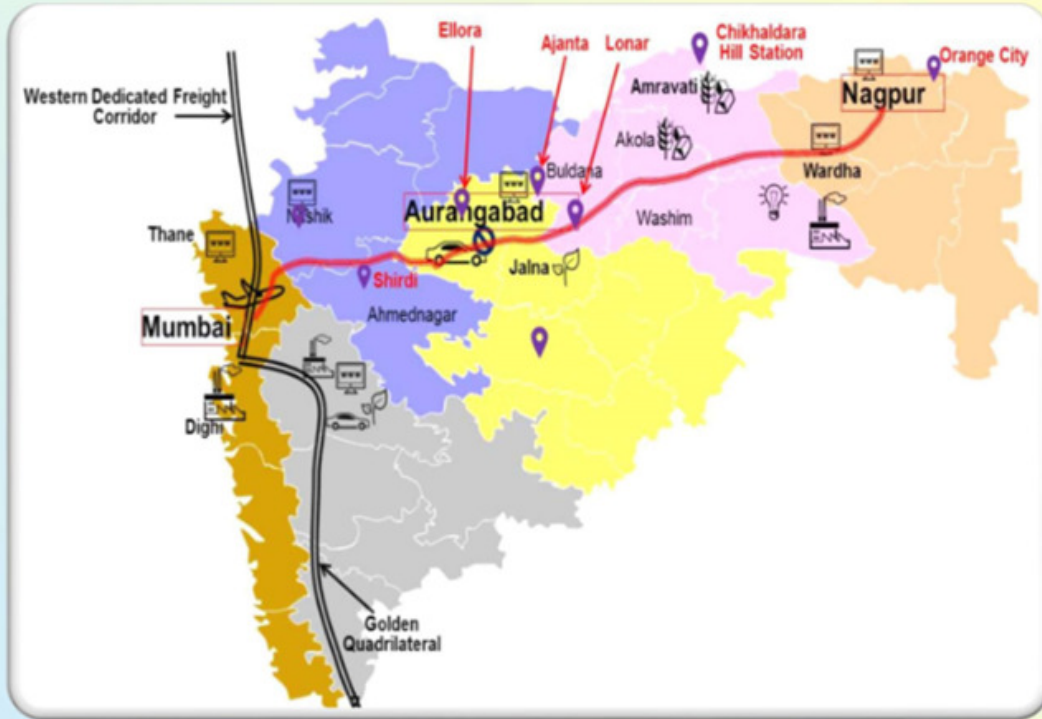 Ellora
Ajanta
Lonar
Chikhaldara
Hill Station
Orange City
Western Dedicated Freight
Corridor
Amravati
Nagpur
Akola
Buldana
Wardha
Nashik
Aurangabad
Washim
Thane
Jalna
Shirdi
Ahmednagar
Mumbai
Dighi
Golden
Quadrilateral